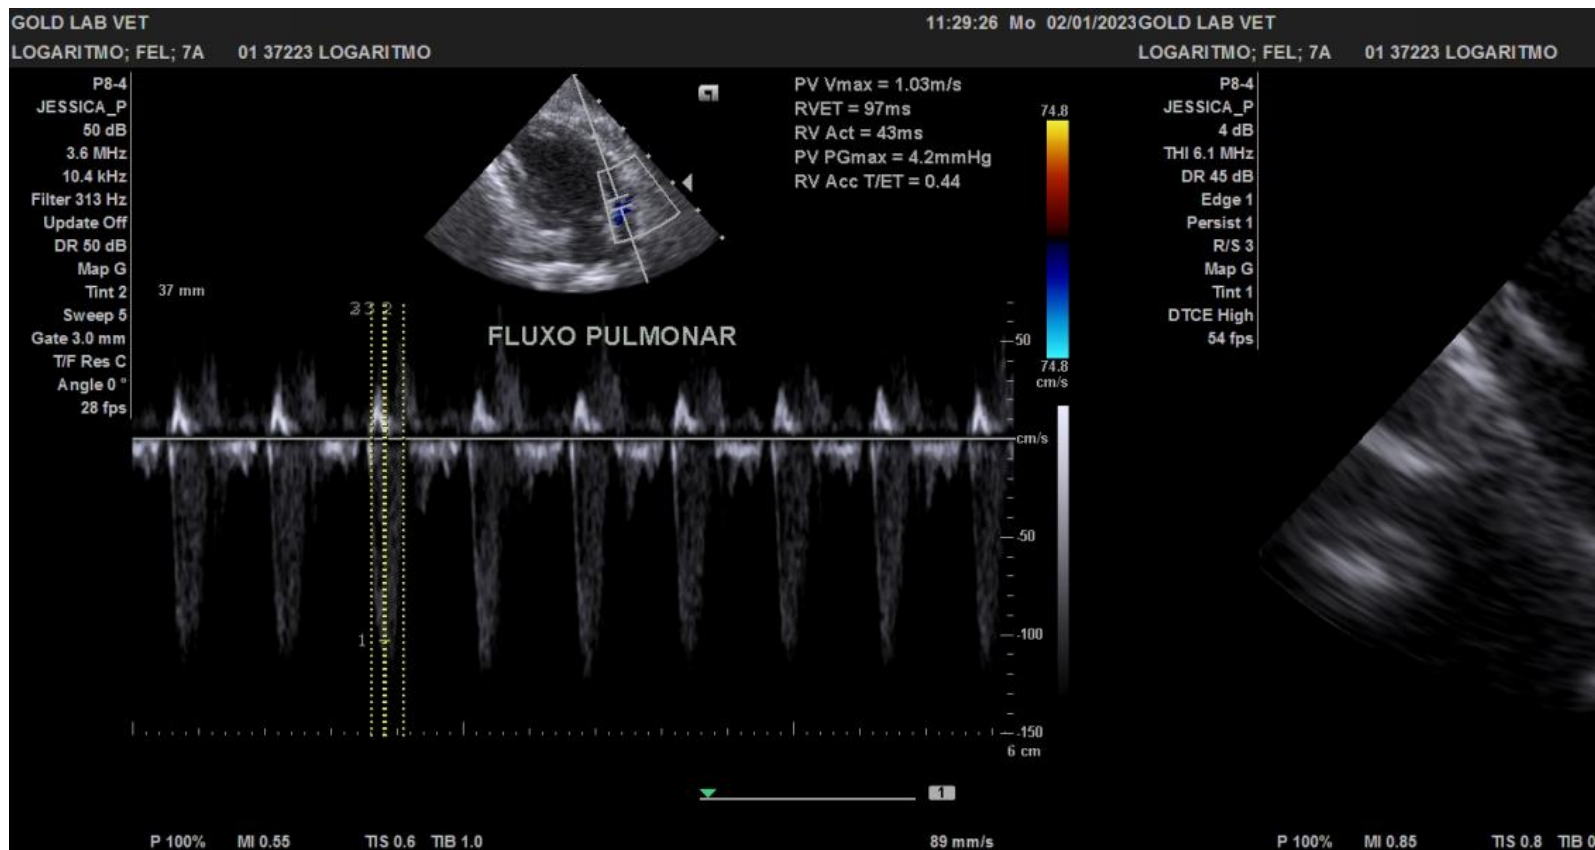 GOLD LAB VET
11:29:26 Mo 02/01/2023
LOGARITMO; FEL; 7A 01 37223 LOGARITMO
P8-4
JESSICA_P
50 dB
3.6 MHz
10.4 kHz
Filter 313 Hz
Update Off
DR 50 dB
Map G
Tint 2
Sweep 5
Gate 3.0 mm
T/F Res C
Angle 0 °
28 fps
37 mm
PV Vmax = 1.03m/s
RVET = 97ms
RV Act = 43ms
PV PGmax = 4.2mmHg
RV Acc T/ET = 0.44
74.8
74.8
cm/s
FLUXO PULMONAR
50
cm/s
-50
-100
-150
6 cm
1
1
P 100% MI 0.55 TIS 0.6 TIB 1.0 89 mm/s
GOLD LAB VET
LOGARITMO; FEL; 7A 01 37223 LOGARITMO
P8-4
JESSICA_P
4 dB
THI 6.1 MHz
DR 45 dB
Edge 1
Persist 1
R/S 3
Map G
Tint 1
DTCE High
54 fps
P 100% MI 0.85 TIS 0.8 TIB